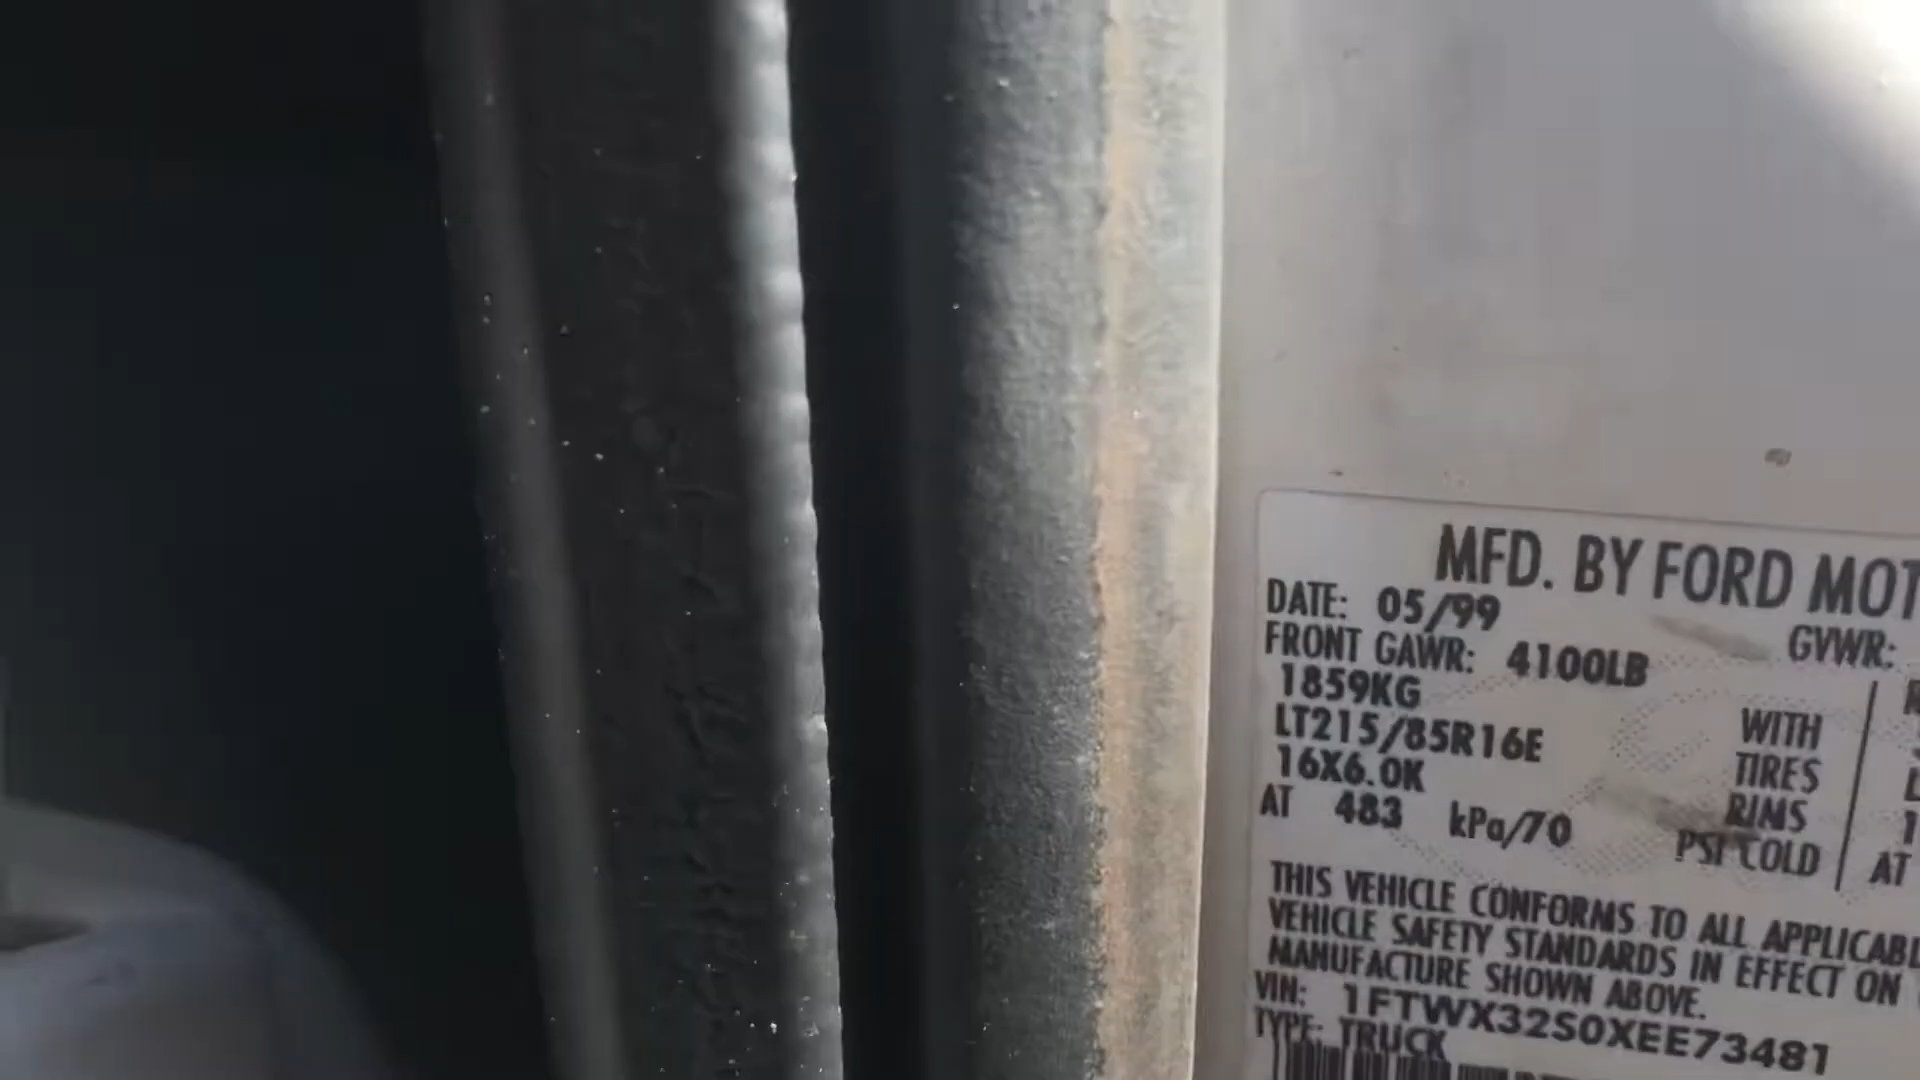 MFD. BY FORD MOT
DATE: 05/99 GVWR:
FRONT GAWR: 4100LB
1859KG WITH
LT215/85R16E TIRES
16X6.0K RIMS
AT 483 kPa/70 PSI COLD AT
THIS VEHICLE CONFORMS TO ALL APPLICABL
VEHICLE SAFETY STANDARDS IN EFFECT ON
MANUFACTURE SHOWN ABOVE.
VIN: 1FTWX32S0XEE73481
TYPE: TRUCK